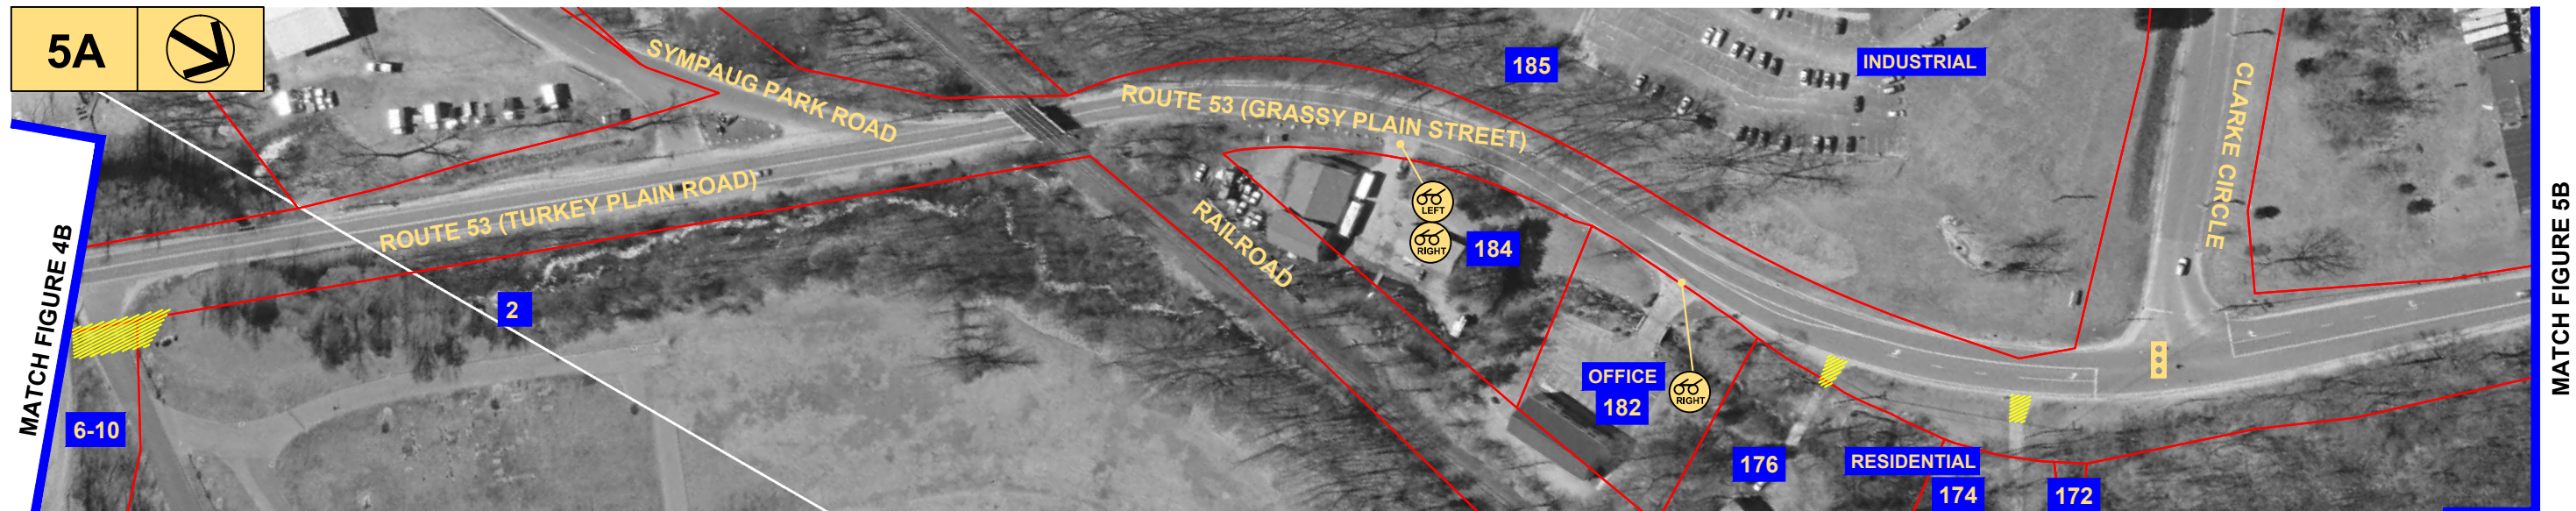 5A
SYMPAUG PARK ROAD
ROUTE 53 (GRASSY PLAIN STREET)
185
INDUSTRIAL
CLARKE CIRCLE
MATCH FIGURE 4B
ROUTE 53 (TURKEY PLAIN ROAD)
RAILROAD
LEFT
RIGHT
184
2
MATCH FIGURE 5B
OFFICE
182
RIGHT
6-10
176
RESIDENTIAL
174
172